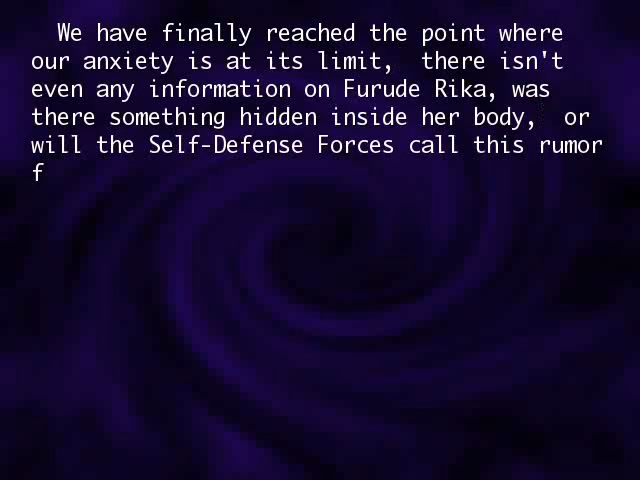 We have finally reached the point where
our anxiety is at its limit,  there isn't
even any information on Furude Rika, was
there something hidden inside her body,  or
will the Self-Defense Forces call this rumor
f